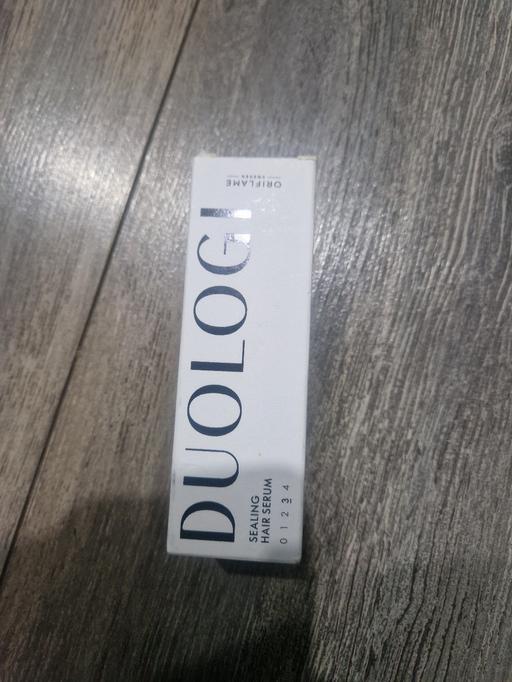 ORIFLAME
SWEDEN
DUOLOGI
SEALING
HAIR SERUM
0 1 2 3 4